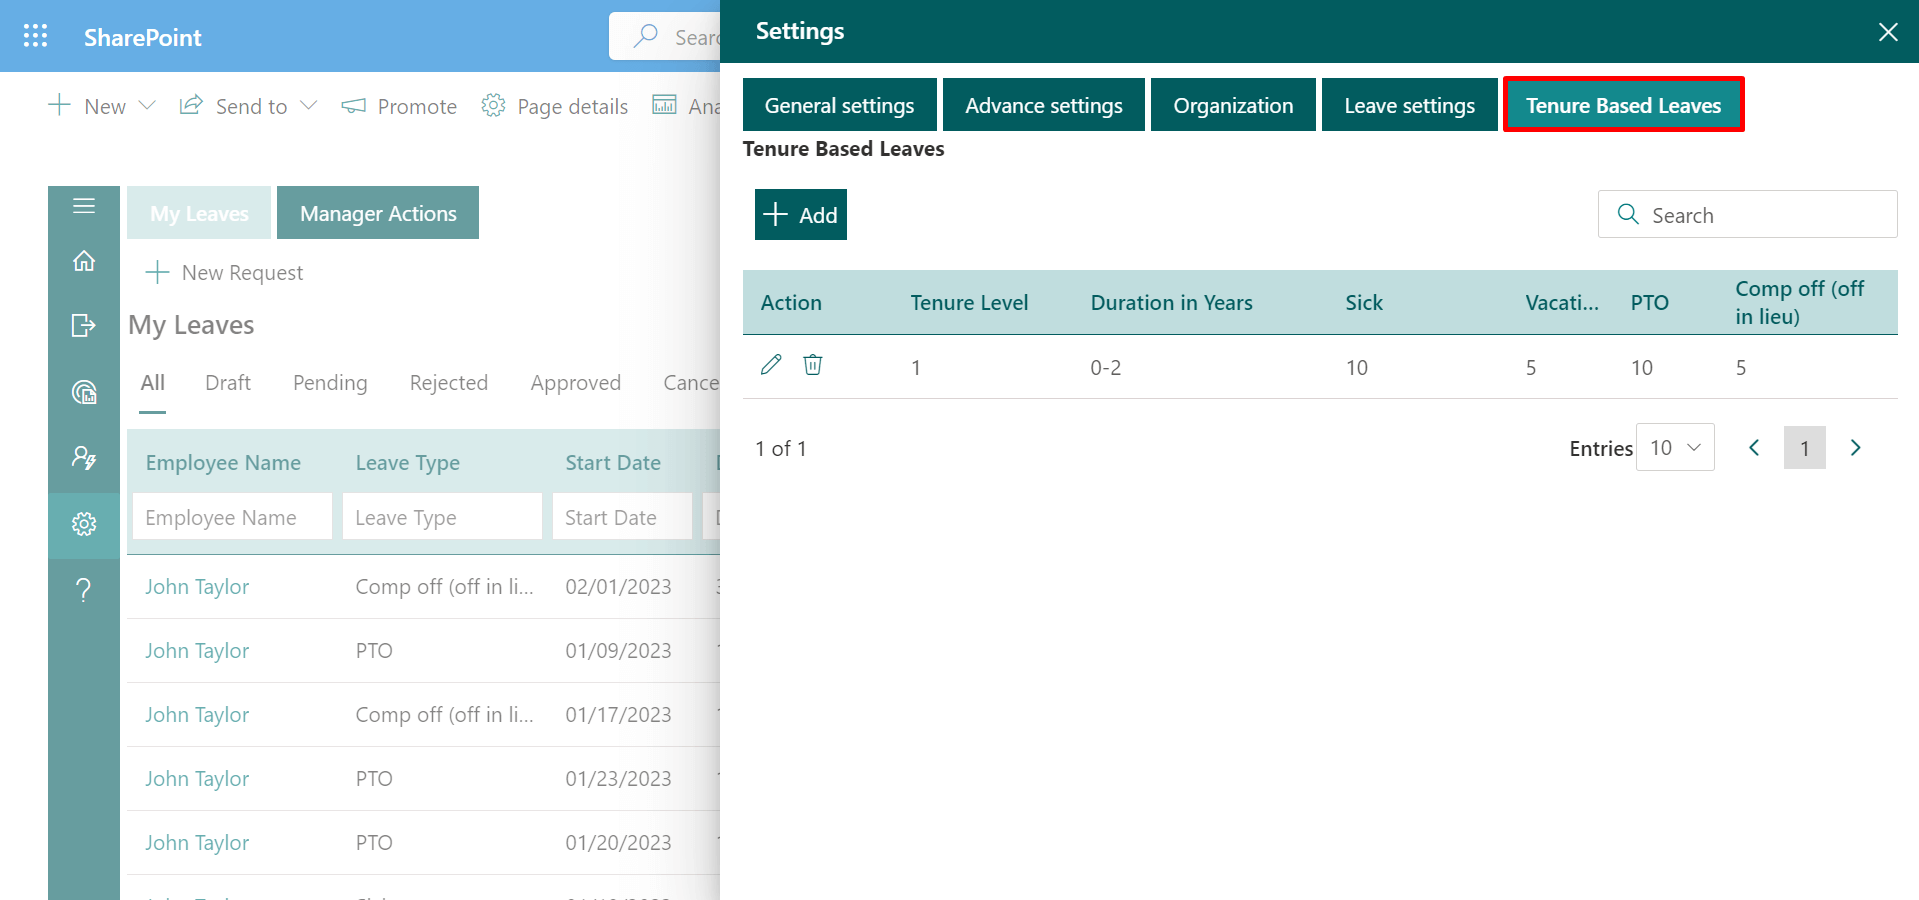 SharePoint
Settings
General settings
Advance settings
Organization
Leave settings
Tenure Based Leaves
New
Send to
Promote
Page details
Tenure Based Leaves
Add
Search
My Leaves
Manager Actions
New Request
My Leaves
All
Draft
Pending
Rejected
Approved
Action
Tenure Level
Duration in Years
Sick
Vacati...
PTO
Comp off (off
in lieu)
1
0-2
10
5
10
5
1 of 1
Entries
10
1
Employee Name
Leave Type
Start Date
Employee Name
Leave Type
Start Date
John Taylor
Comp off (off in li...
02/01/2023
John Taylor
PTO
01/09/2023
John Taylor
Comp off (off in li...
01/17/2023
John Taylor
PTO
01/23/2023
John Taylor
PTO
01/20/2023